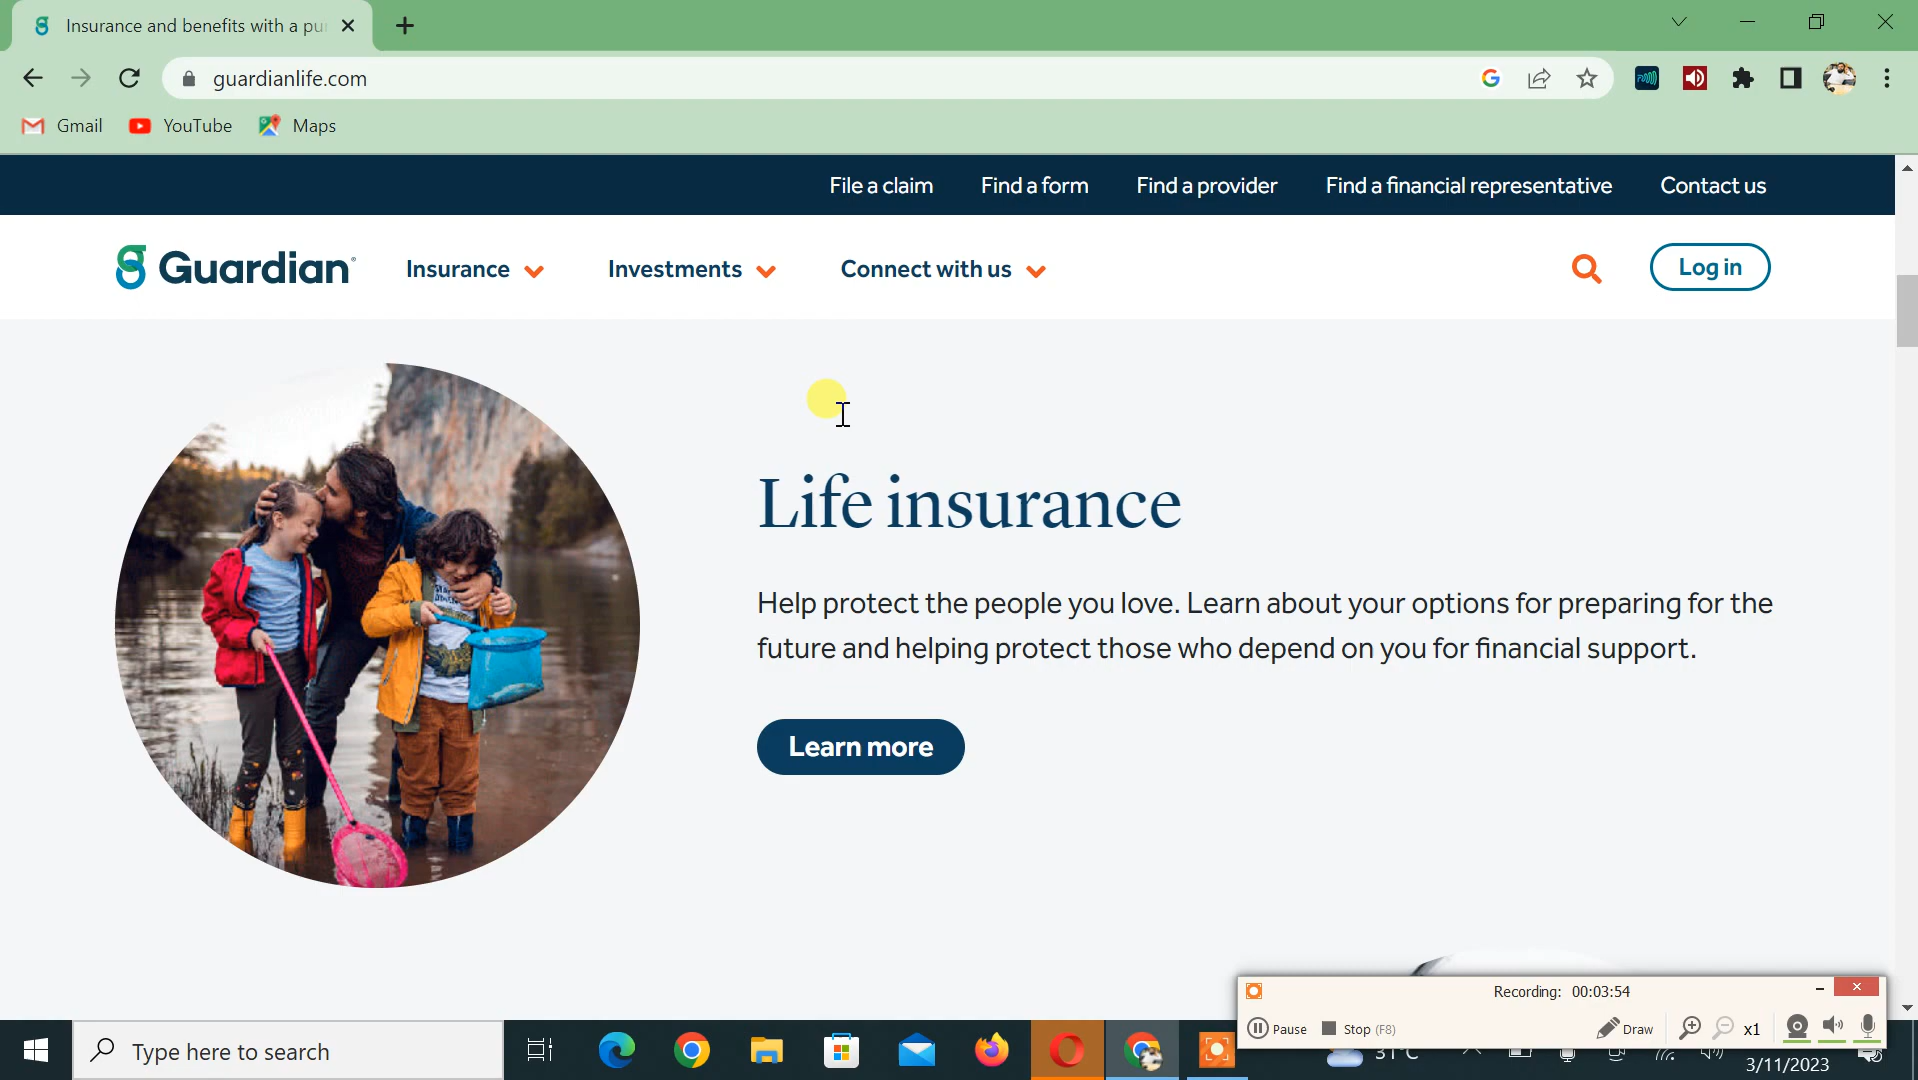 Insurance and benefits with a pu
guardianlife.com
Gmail YouTube Maps
File a claim Find a form Find a provider Find a financial representative Contact us
Guardian Insurance Investments Connect with us Log in
Life insurance
Help protect the people you love. Learn about your options for preparing for the
future and helping protect those who depend on you for financial support.
Learn more
Recording: 00:03:54
Pause Stop (F8) Draw x1
Type here to search
31°C
3/11/2023